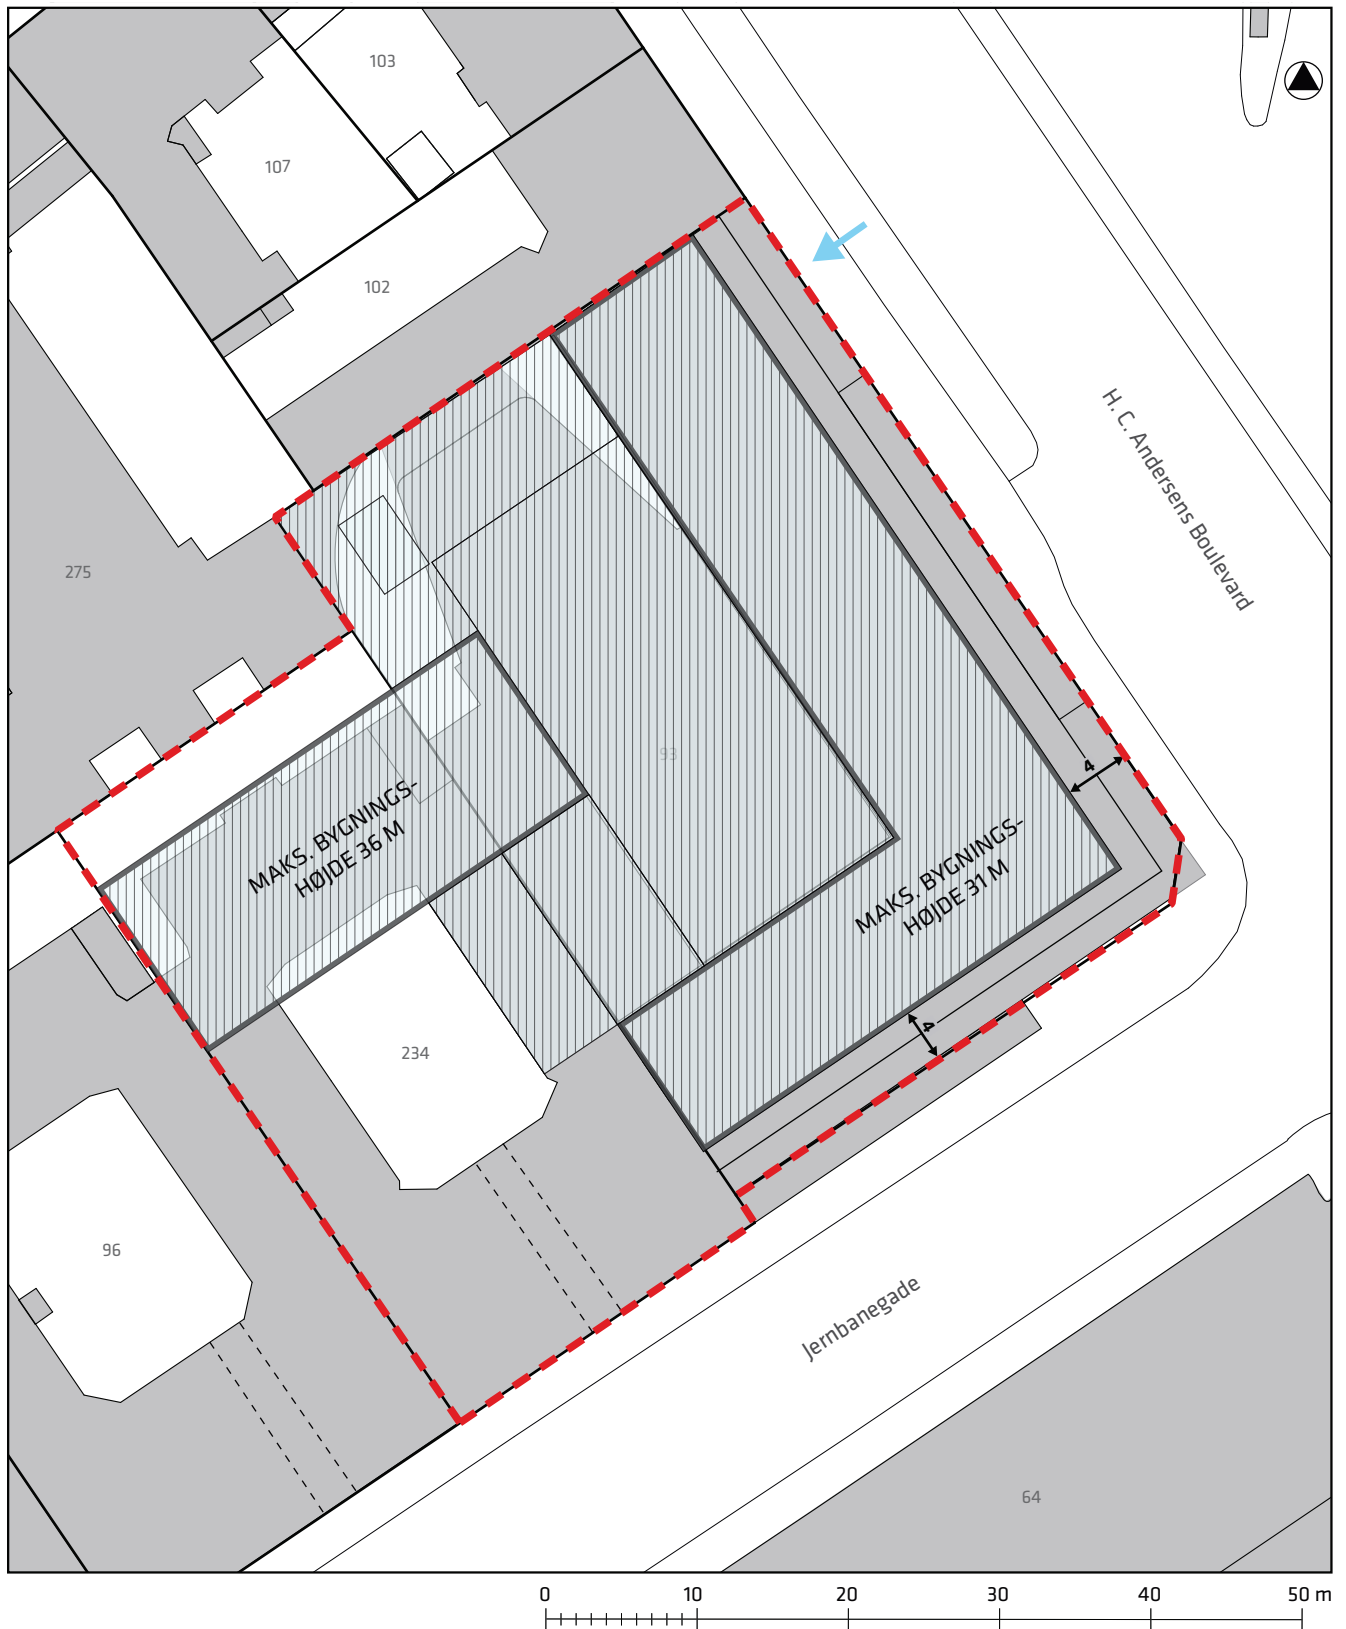 103
107
102
275
H. C. Andersens Boulevard
93
4
MAKS. BYGNINGS-
HØJDE 36 M
MAKS. BYGNINGS-
HØJDE 31 M
4
234
96
Jernbanegade
64
0 10 20 30 40 50 m